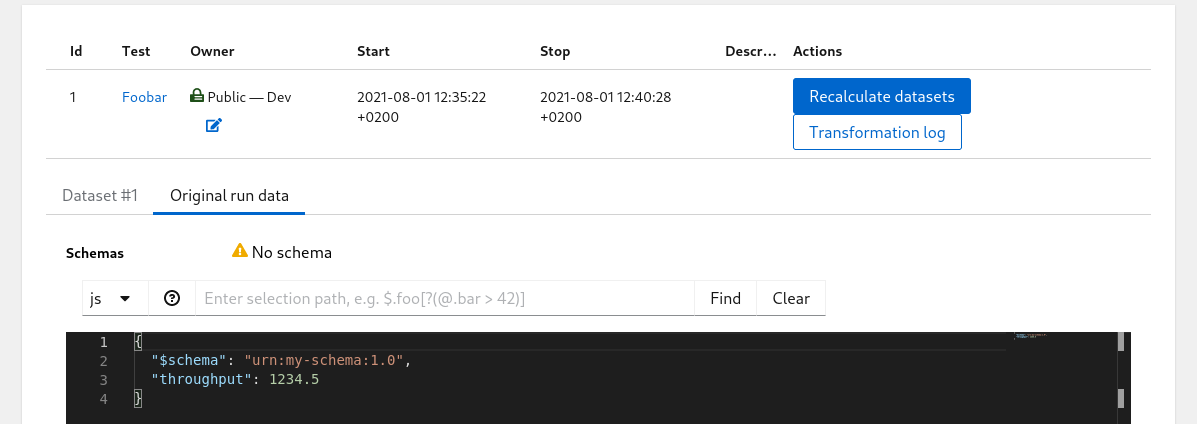 Id Test Owner Start Stop Descr... Actions
1 Foobar Public — Dev 2021-08-01 12:35:22 +0200 2021-08-01 12:40:28 +0200 Recalculate datasets
Transformation log
Dataset #1 Original run data
Schemas No schema
js Enter selection path, e.g. $.foo[?(@.bar > 42)] Find Clear
1 {
2 "$schema": "urn:my-schema:1.0",
3 "throughput": 1234.5
4 }